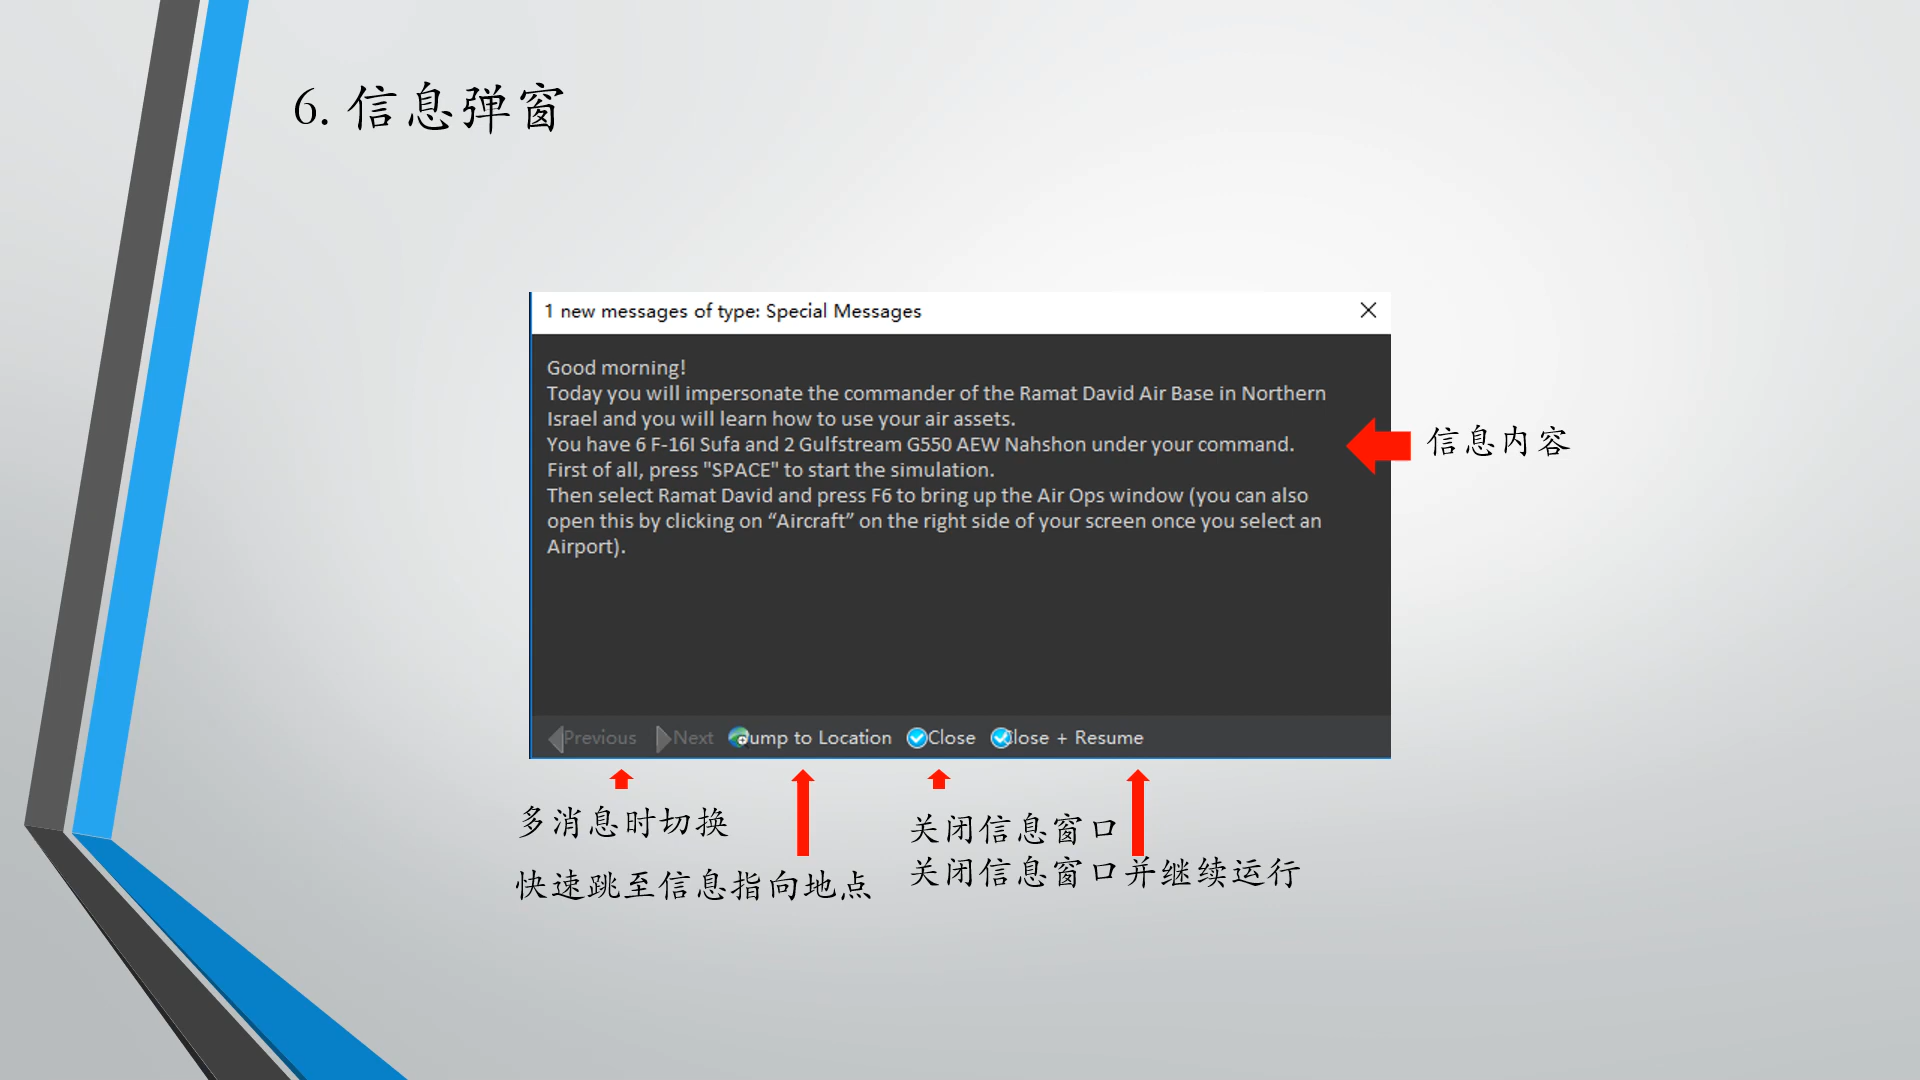 6. 信息弹窗
1 new messages of type: Special Messages
Good morning!
Today you will impersonate the commander of the Ramat David Air Base in Northern
Israel and you will learn how to use your air assets.
You have 6 F-16I Sufa and 2 Gulfstream G550 AEW Nahshon under your command.
First of all, press "SPACE" to start the simulation.
Then select Ramat David and press F6 to bring up the Air Ops window (you can also
open this by clicking on “Aircraft” on the right side of your screen once you select an
Airport).
信息内容
Previous Next Jump to Location Close Close + Resume
多消息时切换
关闭信息窗口
快速跳至信息指向地点
关闭信息窗口并继续运行